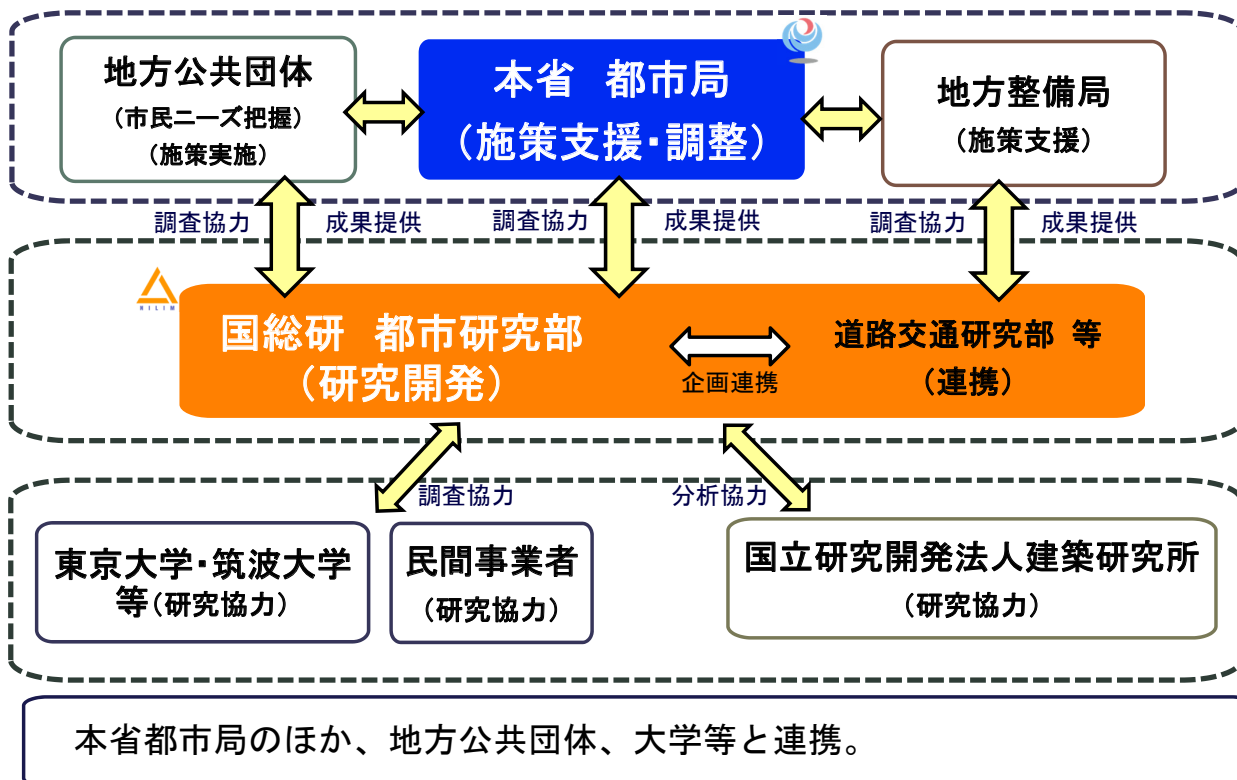 地方公共団体
(市民ニーズ把握)
(施策実施)
本省 都市局
(施策支援・調整)
地方整備局
(施策支援)
調査協力
成果提供
調査協力
成果提供
調査協力
成果提供
NILIM
国総研 都市研究部
(研究開発)
企画連携
道路交通研究部 等
(連携)
調査協力
分析協力
東京大学・筑波大学
等(研究協力)
民間事業者
(研究協力)
国立研究開発法人建築研究所
(研究協力)
本省都市局のほか、地方公共団体、大学等と連携。